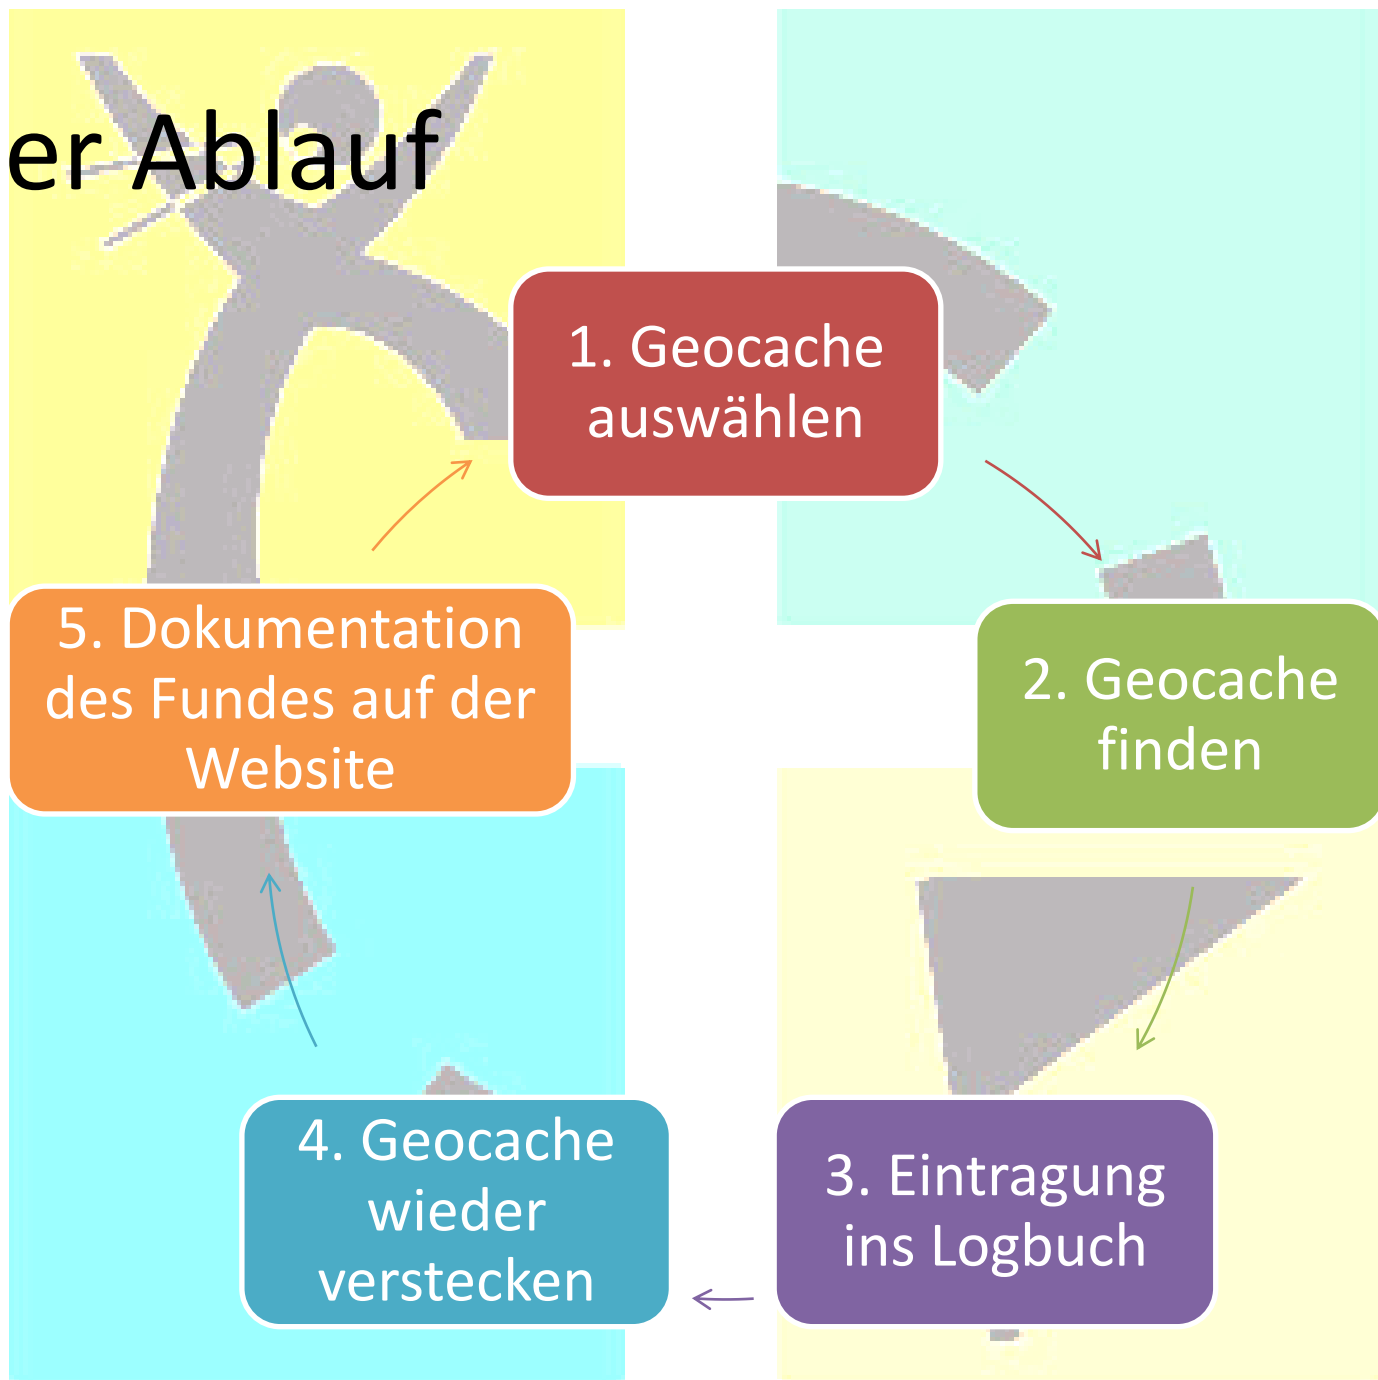 er Ablauf
1. Geocache
auswählen
2. Geocache
finden
3. Eintragung
ins Logbuch
4. Geocache
wieder
verstecken
5. Dokumentation
des Fundes auf der
Website